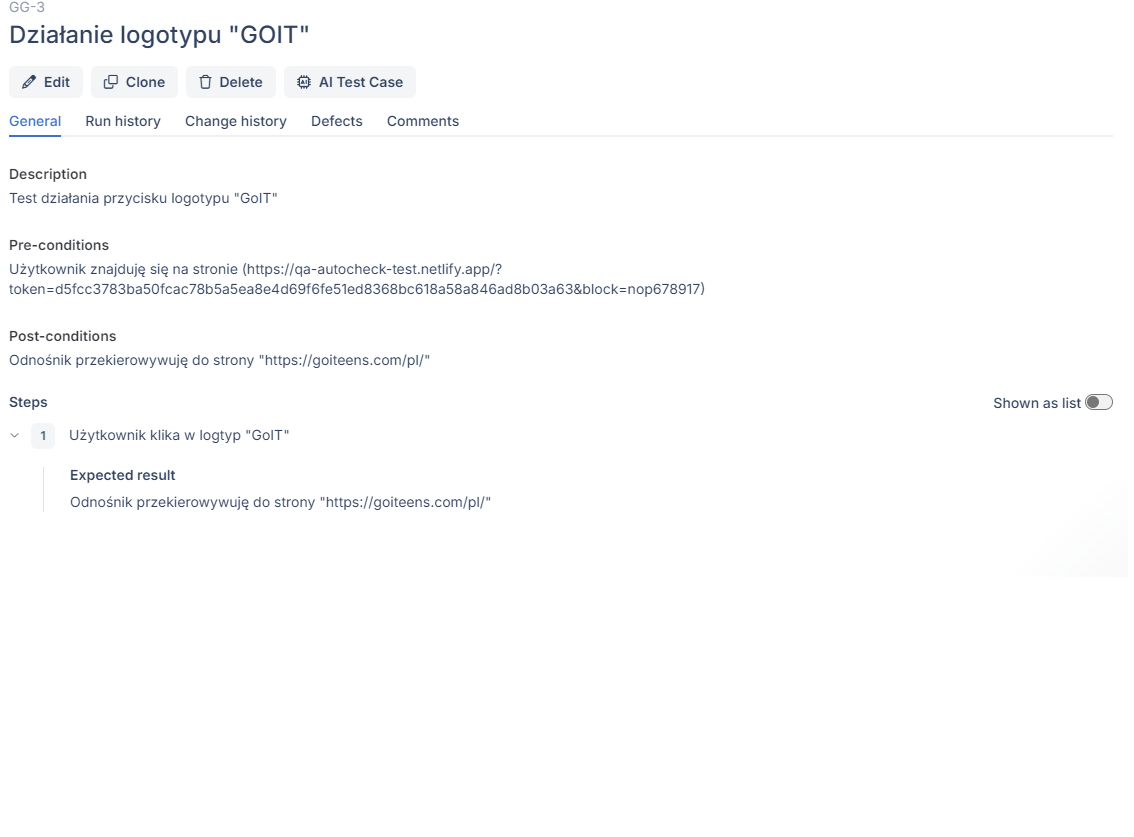 GG-3
Działanie logotypu "GOIT"
Edit Clone Delete AI Test Case
General Run history Change history Defects Comments
Description
Test działania przycisku logotypu "GoIT"
Pre-conditions
Użytkownik znajduję się na stronie (https://qa-autocheck-test.netlify.app/?
token=d5fcc3783ba50fcac78b5a5ea8e4d69f6fe51ed8368bc618a58a846ad8b03a63&block=nop678917)
Post-conditions
Odnośnik przekierowywuję do strony "https://goiteens.com/pl/"
Steps Shown as list
1 Użytkownik klika w logtyp "GoIT"
Expected result
Odnośnik przekierowywuję do strony "https://goiteens.com/pl/"